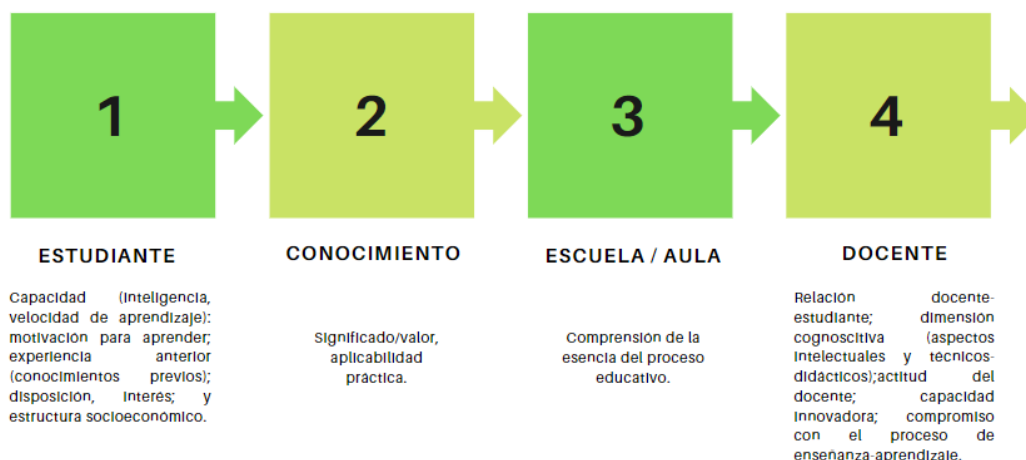 1
2
3
4
ESTUDIANTE
Capacidad (inteligencia,
velocidad de aprendizaje):
motivación para aprender;
experiencia anterior
(conocimientos previos);
disposición, interés; y
estructura socioeconómico.
CONOCIMIENTO
Significado/valor,
aplicabilidad
práctica.
ESCUELA / AULA
Comprensión de la
esencia del proceso
educativo.
DOCENTE
Relación docente-
estudiante; dimensión
cognoscitiva (aspectos
intelectuales y técnicos-
didácticos);actitud del
docente; capacidad
innovadora; compromiso
con el proceso de
enseñanza-aprendizaje.